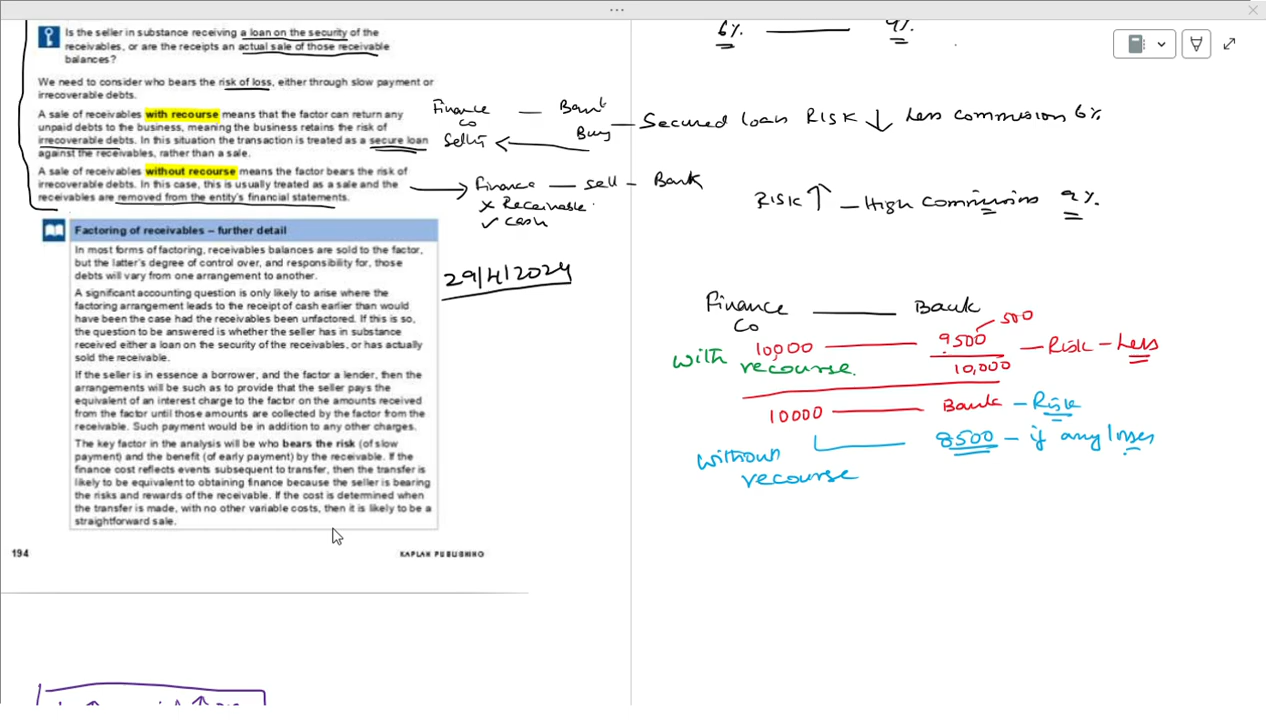 Is the seller in substance receiving a loan on the security of the
receivables, or are the receipts an actual sale of those receivable
balances?
We need to consider who bears the risk of loss, either through slow payment or
irrecoverable debts.
A sale of receivables with recourse means that the factor can return any
unpaid debts to the business, meaning the business retains the risk of
irrecoverable debts. In this situation the transaction is treated as a secure loan
against the receivables, rather than a sale.
A sale of receivables without recourse means the factor bears the risk of
irrecoverable debts. In this case, this is usually treated as a sale and the
receivables are removed from the entity's financial statements.
Factoring of receivables – further detail
In most forms of factoring, receivables balances are sold to the factor,
but the latter's degree of control over, and responsibility for, those
debts will vary from one arrangement to another.
A significant accounting question is only likely to arise where the
factoring arrangement leads to the receipt of cash earlier than would
have been the case had the receivables been unfactored. If this is so,
the question to be answered is whether the seller has in substance
received either a loan on the security of the receivables, or has actually
sold the receivable.
If the seller is in essence a borrower, and the factor a lender, then the
arrangements will be such as to provide that the seller pays the
equivalent of an interest charge to the factor on the amounts received
from the factor until those amounts are collected by the factor from the
receivable. Such payment would be in addition to any other charges.
The key factor in the analysis will be who bears the risk (of slow
payment) and the benefit (of early payment) by the receivable. If the
finance cost reflects events subsequent to transfer, then the transfer is
likely to be equivalent to obtaining finance because the seller is bearing
the risks and rewards of the receivable. If the cost is determined when
the transfer is made, with no other variable costs, then it is likely to be a
straightforward sale.
194
KAPLAN PUBLISHING
Finance — Bank
Co
Buy
Finance — sell — Bank
x Receivable
✓ cash
29/4/2024
6% — 9%
Secured loan RISK ↓ Less commission 6%
RISK ↑ — High commissions 9%
Finance — Bank
Co
500
10,000 — 9500 — Risk - Less
With
recourse.
10,000
10000 — Bank — Risk
8500 — if any losses
without
recourse